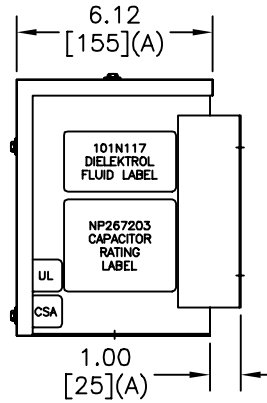 6.12
[155](A)
101N117
DIELEKTROL
FLUID LABEL
NP267203
CAPACITOR
RATING
LABEL
UL
CSA
1.00
[25](A)